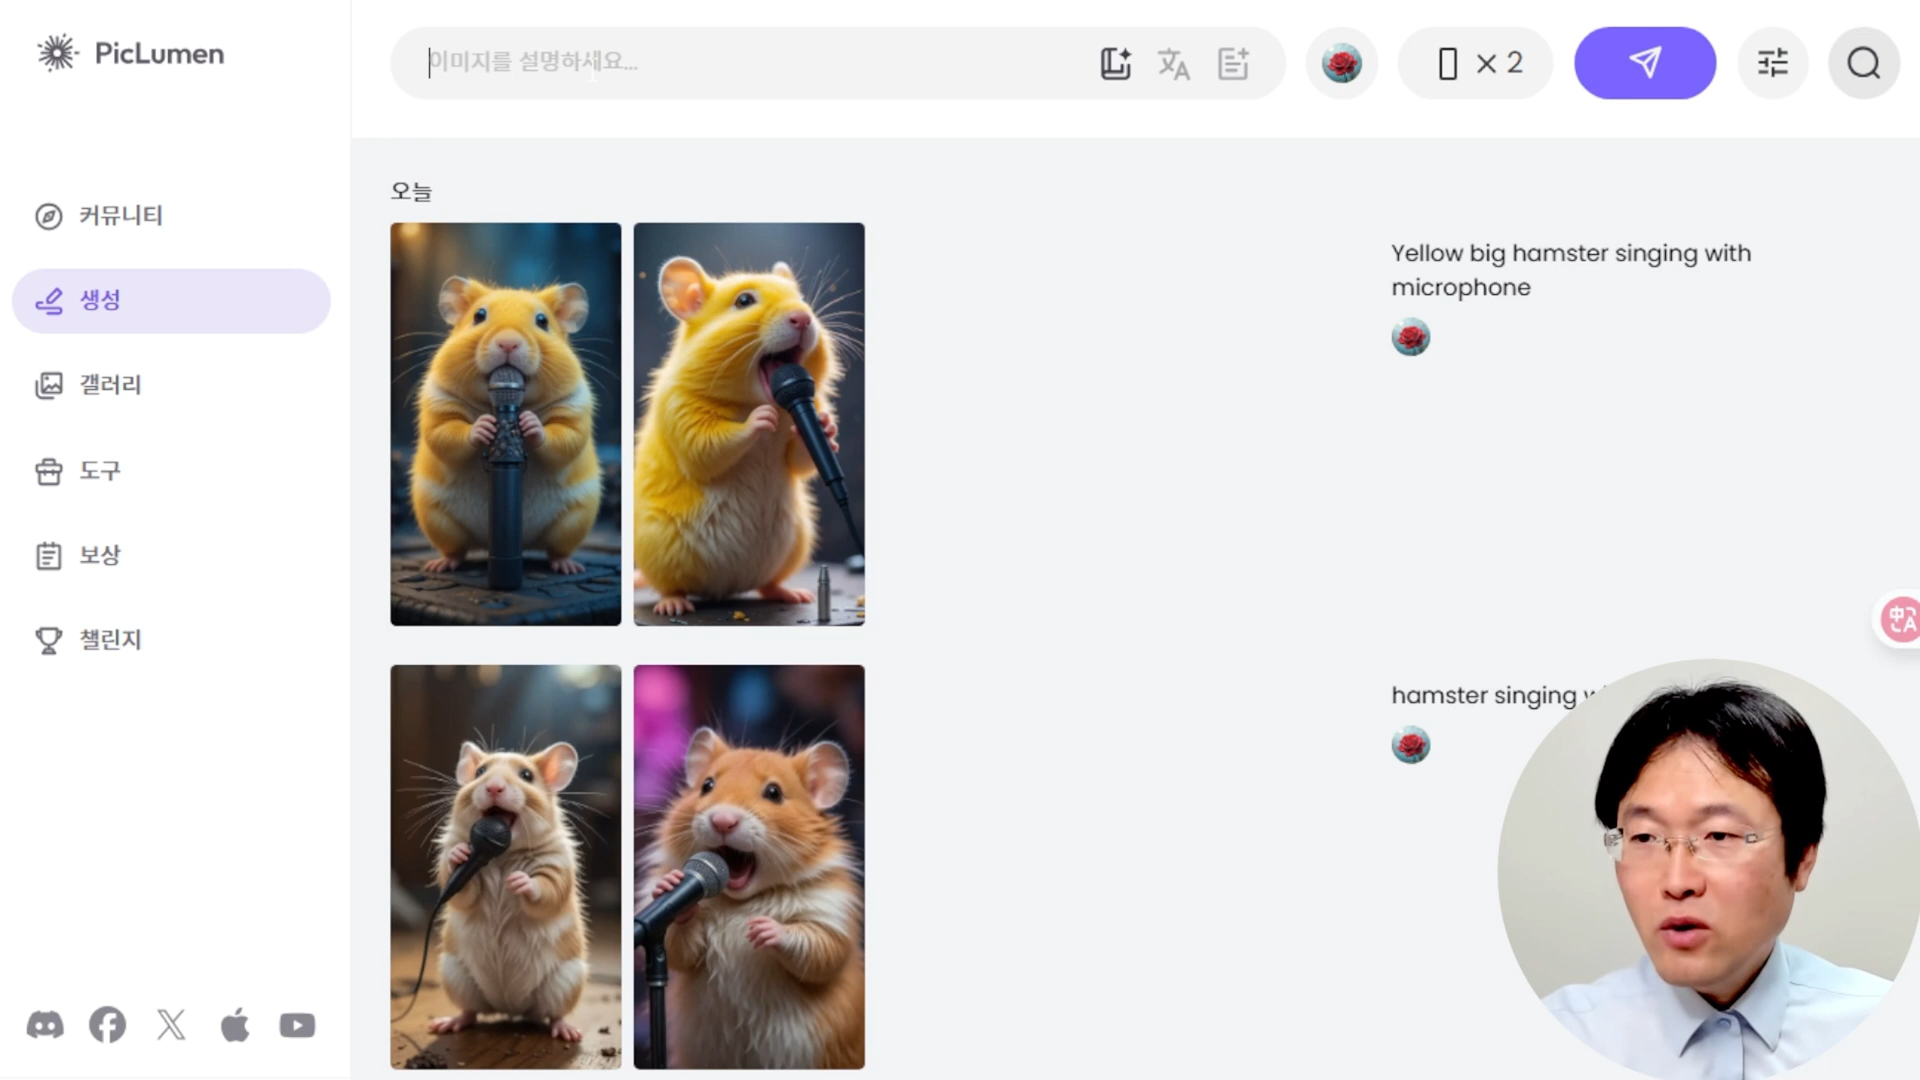 PicLumen
이미지를 설명하세요...
× 2
커뮤니티
생성
갤러리
도구
보상
챌린지
오늘
Yellow big hamster singing with
microphone
hamster singing